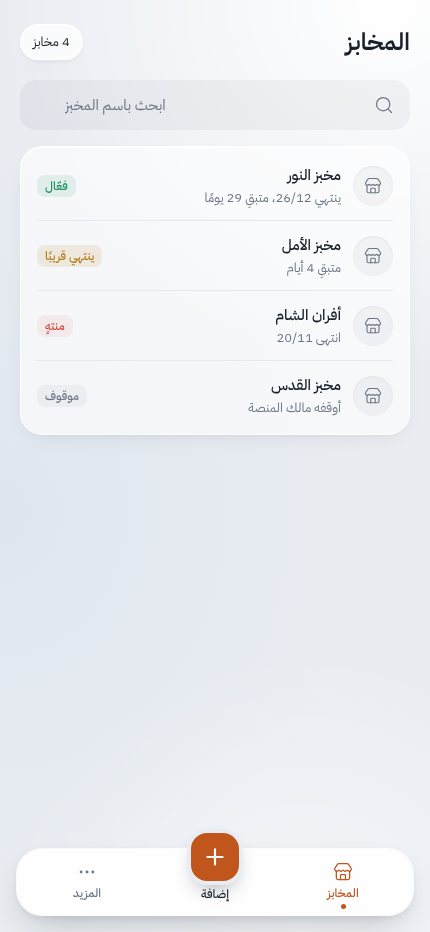 المخابز
4 مخابز
ابحث باسم المخبز
مخبز النور
ينتهي 26/12، متبقٍ 29 يومًا
فعّال
مخبز الأمل
متبقٍ 4 أيام
ينتهي قريبًا
أفران الشام
انتهى 20/11
منتهٍ
مخبز القدس
أوقفه مالك المنصة
موقوف
المخابز
إضافة
المزيد